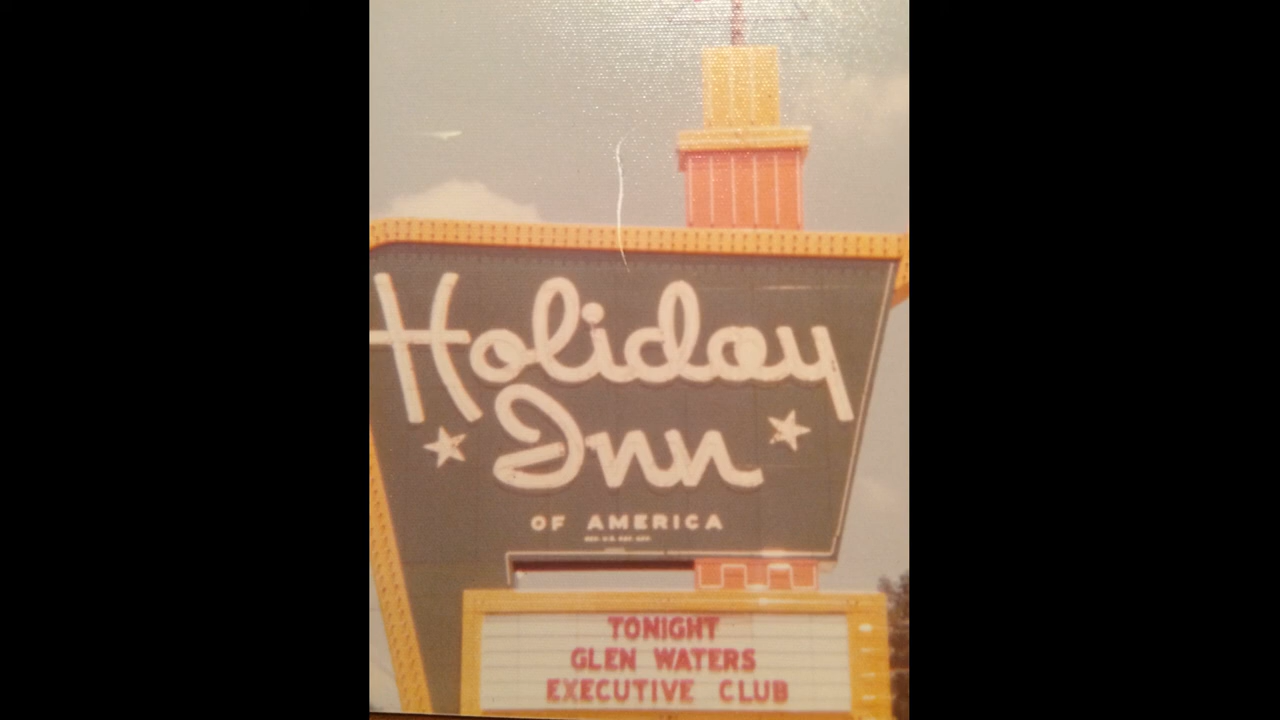 Holiday
Inn
OF AMERICA
TONIGHT
GLEN WATERS
EXECUTIVE CLUB